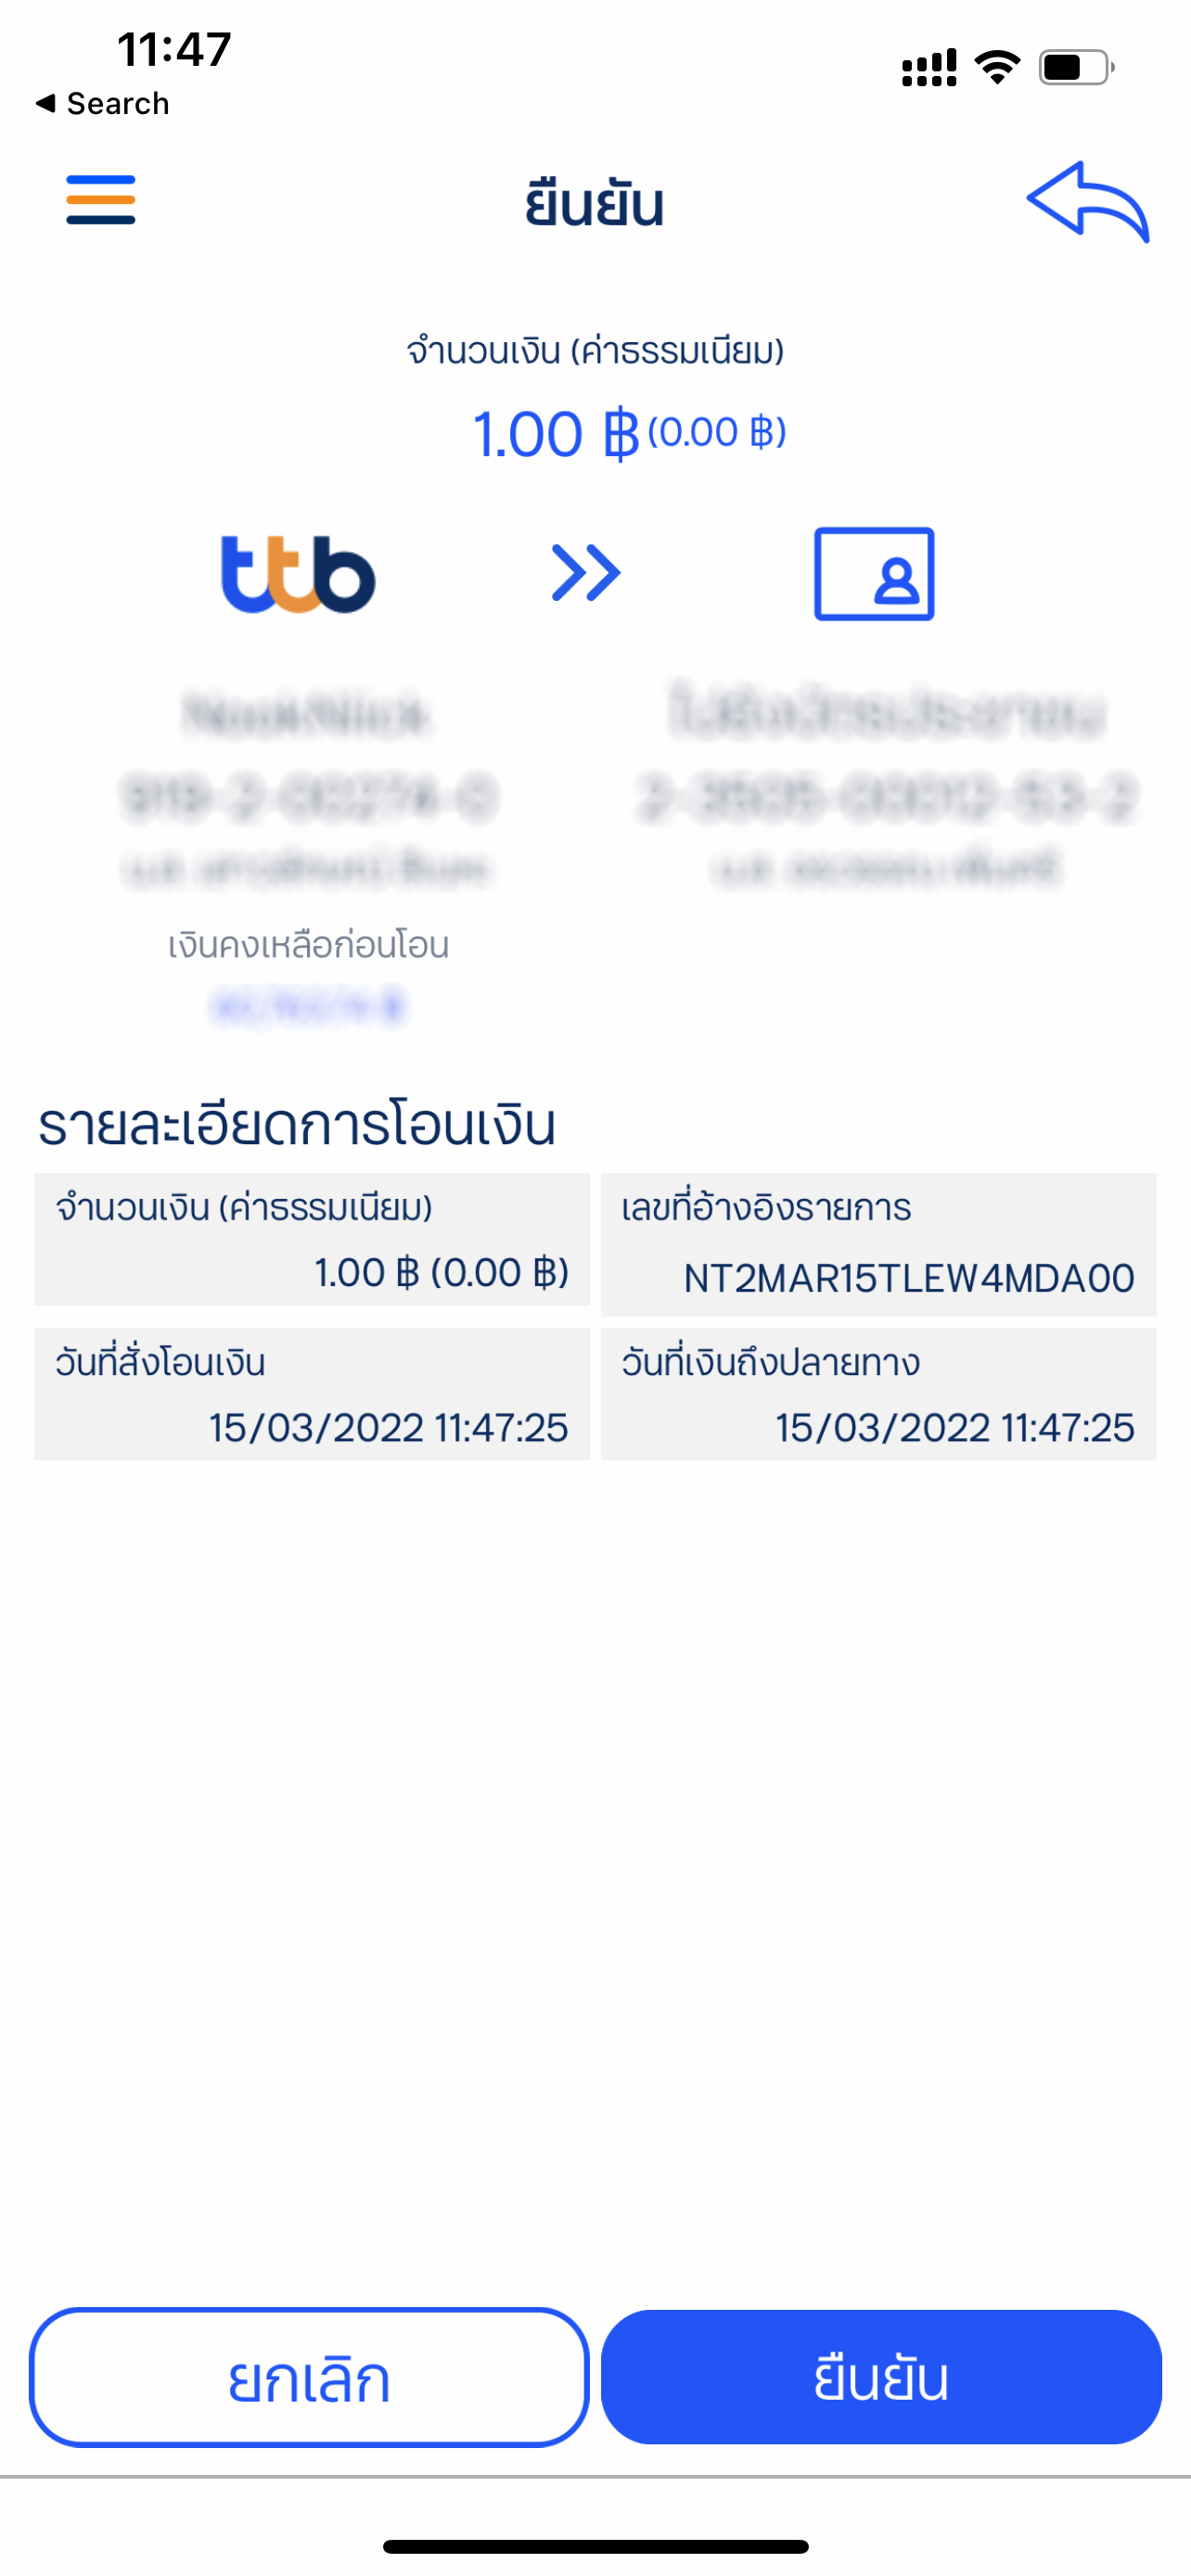 11:47
Search
ยืนยัน
จำนวนเงิน (ค่าธรรมเนียม)
1.00 ฿ (0.00 ฿)
ttb
เงินคงเหลือก่อนโอน
รายละเอียดการโอนเงิน
จำนวนเงิน (ค่าธรรมเนียม)
1.00 ฿ (0.00 ฿)
เลขที่อ้างอิงรายการ
NT2MAR15TLEW4MDA00
วันที่สั่งโอนเงิน
15/03/2022 11:47:25
วันที่เงินถึงปลายทาง
15/03/2022 11:47:25
ยกเลิก
ยืนยัน